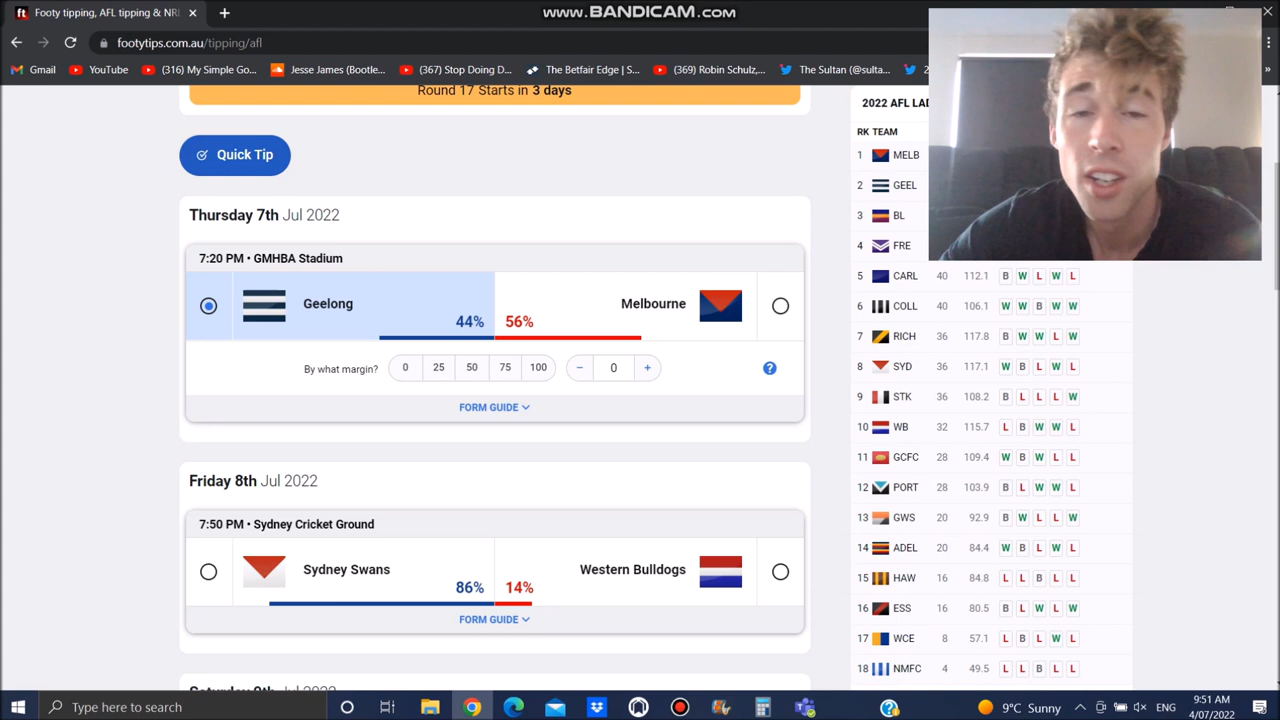 Footy tipping, AFL tipping & NRL
www.BANDICAM.com
footytips.com.au/tipping/afl
Gmail
YouTube
(316) My Simple Go...
Jesse James (Bootle...
(367) Stop Doing D...
The Betfair Edge | S...
(369) Robin Schulz,...
The Sultan (@sulta...
2
»
Round 17 Starts in 3 days
Quick Tip
Thursday 7th Jul 2022
7:20 PM • GMHBA Stadium
Geelong
44%
56%
Melbourne
By what margin?
0
25
50
75
100
−
0
+
?
FORM GUIDE
Friday 8th Jul 2022
7:50 PM • Sydney Cricket Ground
Sydney Swans
86%
14%
Western Bulldogs
FORM GUIDE
2022 AFL LAD
RK TEAM
1 MELB
2 GEEL
3 BL
4 FRE
5 CARL 40 112.1 B W L W L
6 COLL 40 106.1 W W B W W
7 RICH 36 117.8 B W W L W
8 SYD 36 117.1 W B L W L
9 STK 36 108.2 B L L L W
10 WB 32 115.7 L B W W L
11 GCFC 28 109.4 W B W L L
12 PORT 28 103.9 B L W W L
13 GWS 20 92.9 B W L L W
14 ADEL 20 84.4 W B L W L
15 HAW 16 84.8 L L B L L
16 ESS 16 80.5 B L W L W
17 WCE 8 57.1 L B L W L
18 NMFC 4 49.5 L L B L L
Type here to search
9°C Sunny
ENG
9:51 AM
4/07/2022